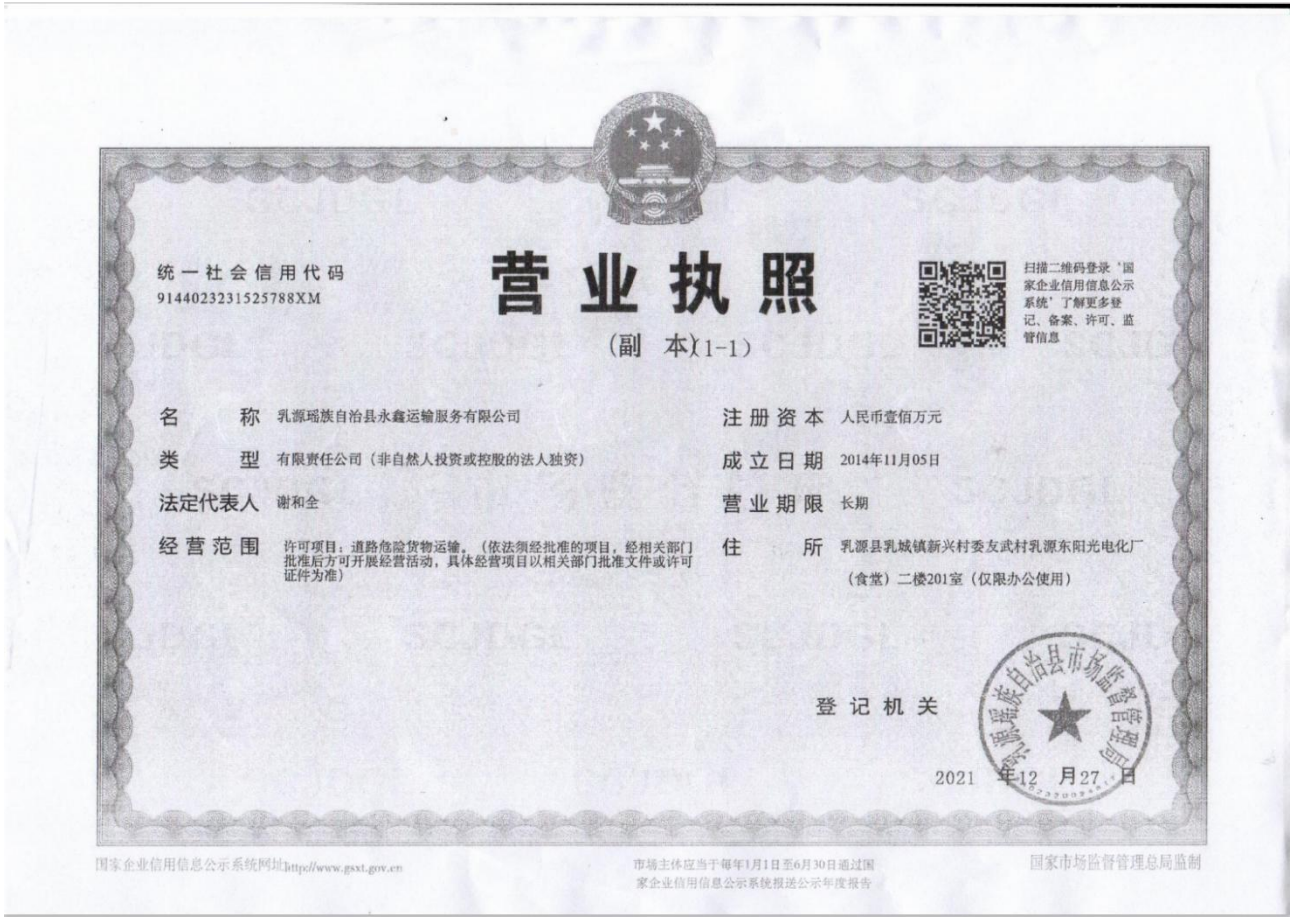 统一社会信用代码
9144023231525788XM
营业执照
(副 本)(1-1)
扫描二维码登录‘国
家企业信用信息公示
系统’了解更多登
记、备案、许可、监
管信息
名 称 乳源瑶族自治县永鑫运输服务有限公司
类 型 有限责任公司（非自然人投资或控股的法人独资）
法定代表人 谢和全
经营范围 许可项目：道路危险货物运输。（依法须经批准的项目，经相关部门
批准后方可开展经营活动，具体经营项目以相关部门批准文件或许可
证件为准）
注册资本 人民币壹佰万元
成立日期 2014年11月05日
营业期限 长期
住 所 乳源县乳城镇新兴村委友武村乳源东阳光电化厂
（食堂）二楼201室（仅限办公使用）
登记机关
乳源瑶族自治县市场监督管理局
2021 年12 月27 日
国家企业信用信息公示系统网址http://www.gsxt.gov.cn
市场主体应当于每年1月1日至6月30日通过国
家企业信用信息公示系统报送公示年度报告
国家市场监督管理总局监制